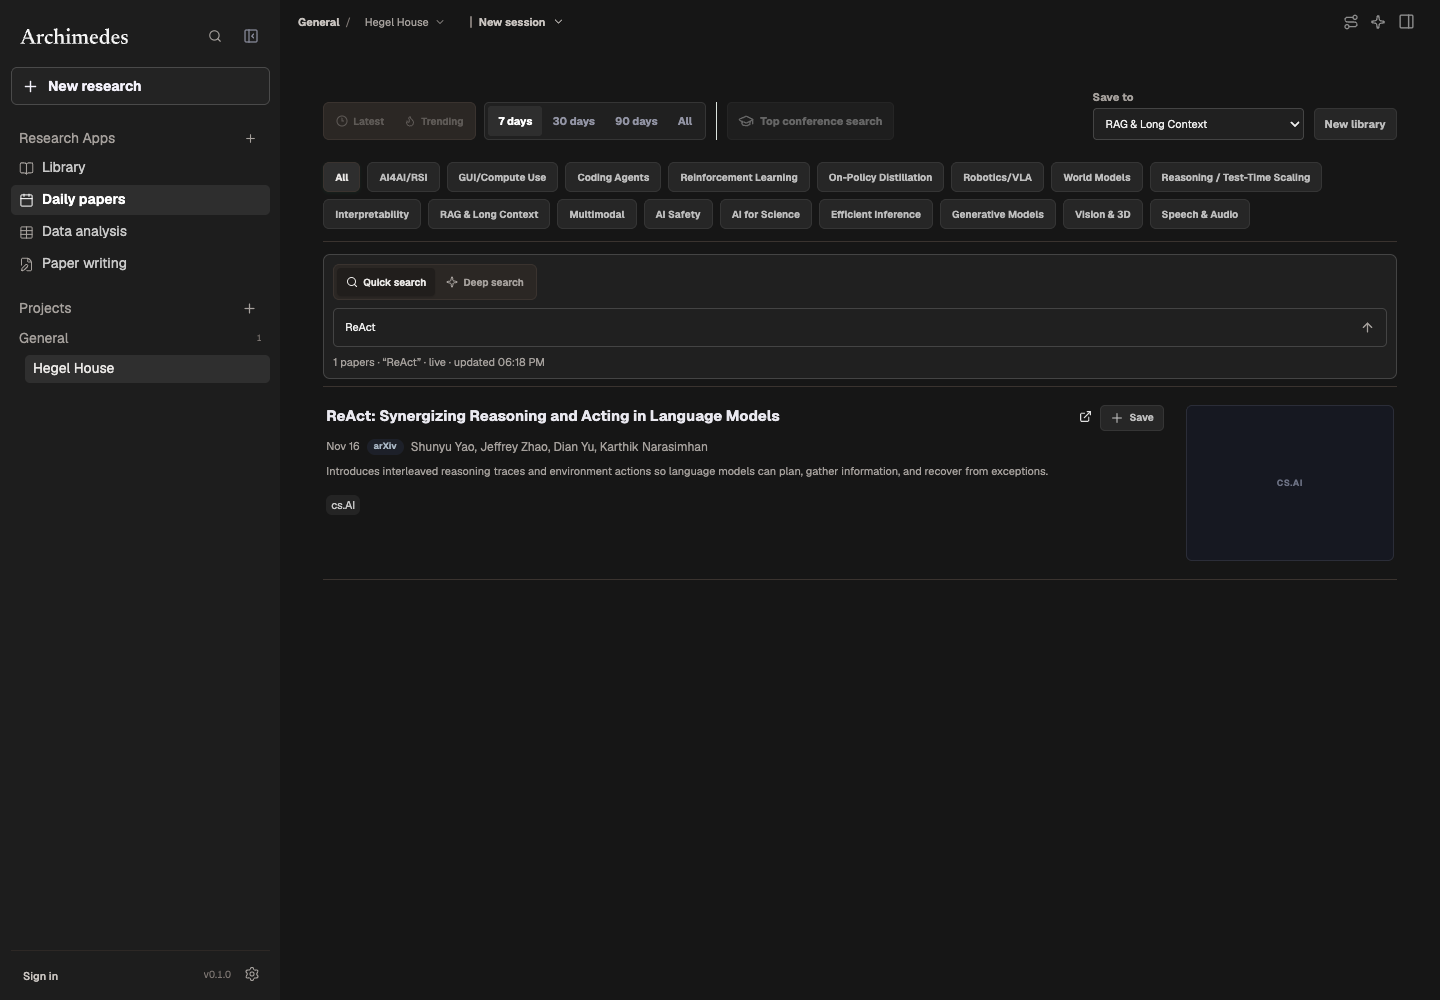 Archimedes
New research
Research Apps
Library
Daily papers
Data analysis
Paper writing
Projects
General 1
Hegel House
Sign in v0.1.0
General / Hegel House | New session
Latest Trending 7 days 30 days 90 days All Top conference search
Save to
RAG & Long Context New library
All AI4AI/RSI GUI/Compute Use Coding Agents Reinforcement Learning On-Policy Distillation Robotics/VLA World Models Reasoning / Test-Time Scaling
Interpretability RAG & Long Context Multimodal AI Safety AI for Science Efficient Inference Generative Models Vision & 3D Speech & Audio
Quick search Deep search
ReAct
1 papers · “ReAct” · live · updated 06:18 PM
ReAct: Synergizing Reasoning and Acting in Language Models Save
Nov 16 arXiv Shunyu Yao, Jeffrey Zhao, Dian Yu, Karthik Narasimhan
Introduces interleaved reasoning traces and environment actions so language models can plan, gather information, and recover from exceptions.
cs.AI
CS.AI